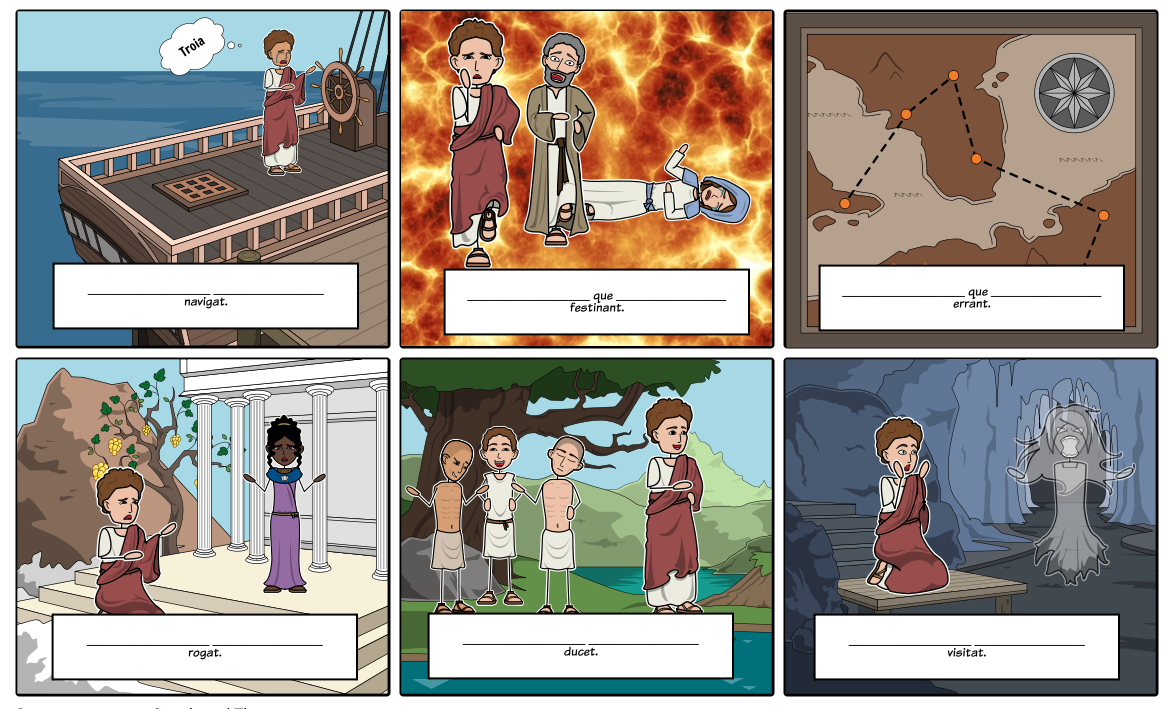 Troia
navigat.
que
festinant.
que
errant.
rogat.
ducet.
visitat.